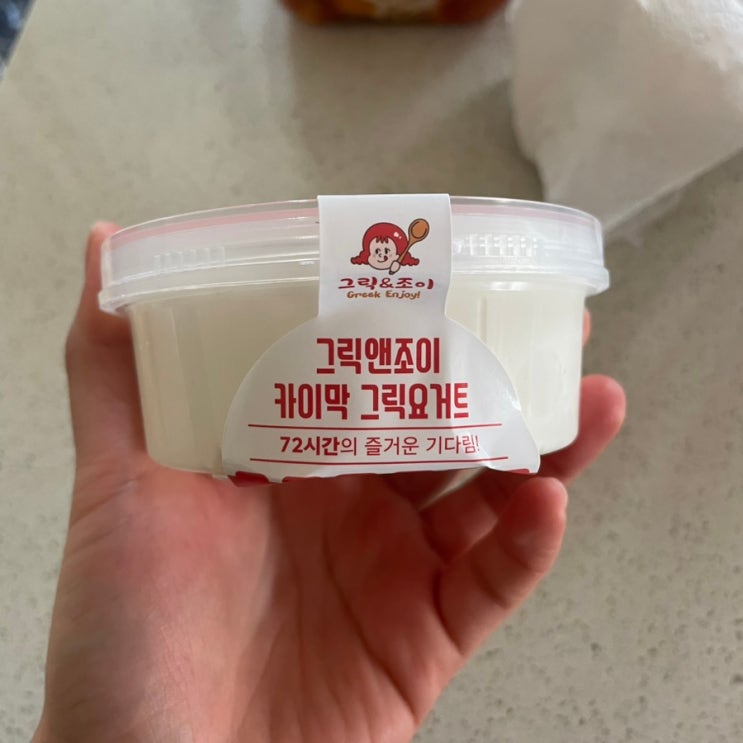 그릭&조이
Greek Enjoy!
그릭앤조이
카이막 그릭요거트
72시간의 즐거운 기다림!